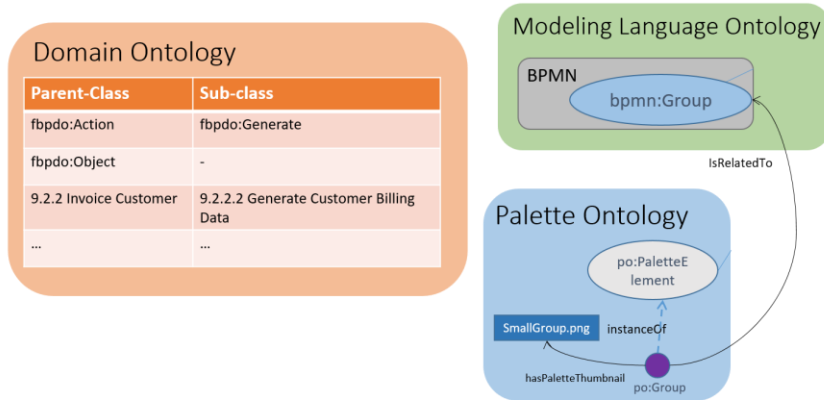 Domain Ontology
Parent-Class Sub-class
fbpdo:Action fbpdo:Generate
fbpdo:Object -
9.2.2 Invoice Customer 9.2.2.2 Generate Customer Billing
Data
... ...
Modeling Language Ontology
BPMN
bpmn:Group
IsRelatedTo
Palette Ontology
po:PaletteE
lement
SmallGroup.png instanceOf
hasPaletteThumbnail
po:Group